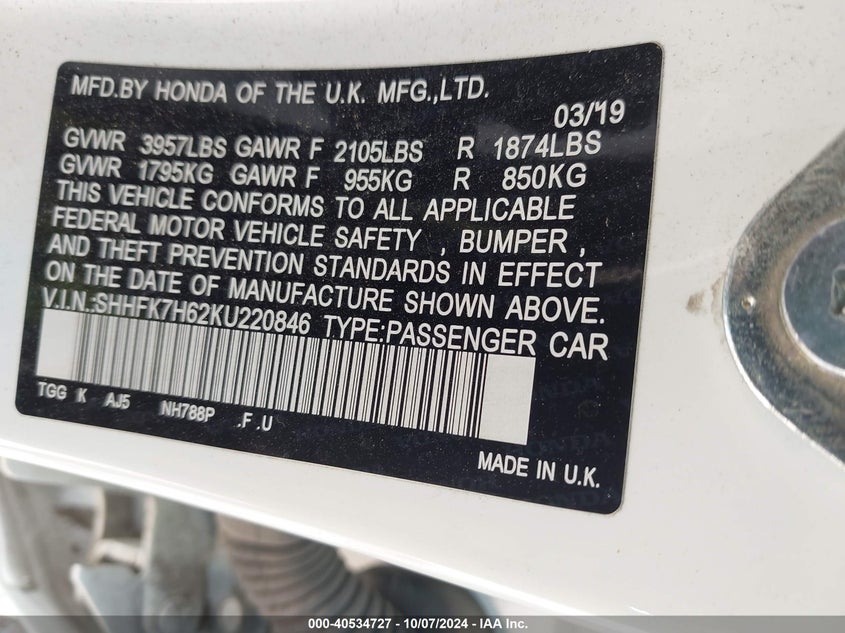 MFD.BY HONDA OF THE U.K. MFG.,LTD.
03/'19
GVWR 3957LBS GAWR F 2105LBS R 1874LBS
GVWR 1795KG GAWR F 955KG R 850KG
THIS VEHICLE CONFORMS TO ALL APPLICABLE
FEDERAL MOTOR VEHICLE SAFETY , BUMPER ,
AND THEFT PREVENTION STANDARDS IN EFFECT
ON THE DATE OF MANUFACTURE SHOWN ABOVE.
V.I.N.:SHHFK7H62KU220846 TYPE:PASSENGER CAR
TGG K AJ5 NH788P .F .U
MADE IN U.K.
000-40534727 - 10/07/2024 - IAA Inc.